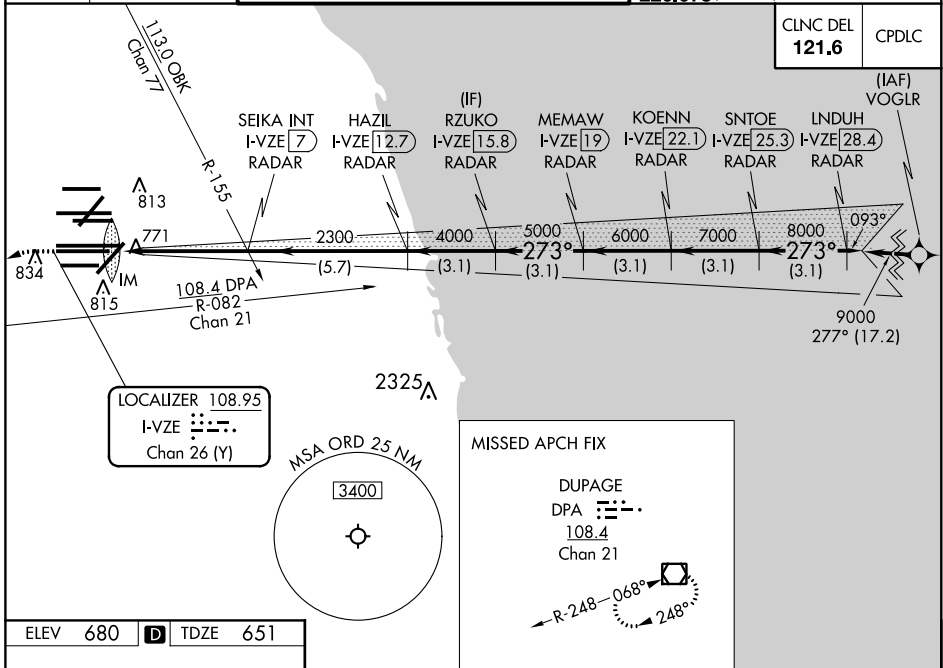 CLNC DEL
121.6
CPDLC
113.0 OBK
Chan 77
R-155
SEIKA INT
I-VZE 7
RADAR
HAZIL
I-VZE 12.7
RADAR
(IF)
RZUKO
I-VZE 15.8
RADAR
MEMAW
I-VZE 19
RADAR
KOENN
I-VZE 22.1
RADAR
SNTOE
I-VZE 25.3
RADAR
LNDUH
I-VZE 28.4
RADAR
(IAF)
VOGLR
813
771
834
815
IM
2300
4000
5000
6000
7000
8000
093°
273°
273°
(5.7)
(3.1)
(3.1)
(3.1)
(3.1)
(3.1)
9000
277° (17.2)
108.4 DPA
R-082
Chan 21
2325
LOCALIZER 108.95
I-VZE
Chan 26 (Y)
MSA ORD 25 NM
3400
MISSED APCH FIX
DUPAGE
DPA
108.4
Chan 21
R-248
068°
248°
ELEV 680 D TDZE 651